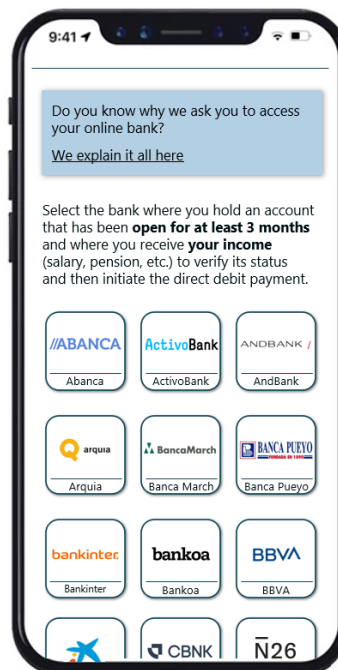 9:41
Do you know why we ask you to access
your online bank?
We explain it all here
Select the bank where you hold an account
that has been open for at least 3 months
and where you receive your income
(salary, pension, etc.) to verify its status
and then initiate the direct debit payment.
//ABANCA ActivoBank ANDBANK /
Abanca ActivoBank AndBank
arquia BancaMarch BANCA PUEYO
FUNDADA EN 1890
Arquia Banca March Banca Pueyo
bankinter. bankoa BBVA
Bankinter Bankoa BBVA
CBNK N26